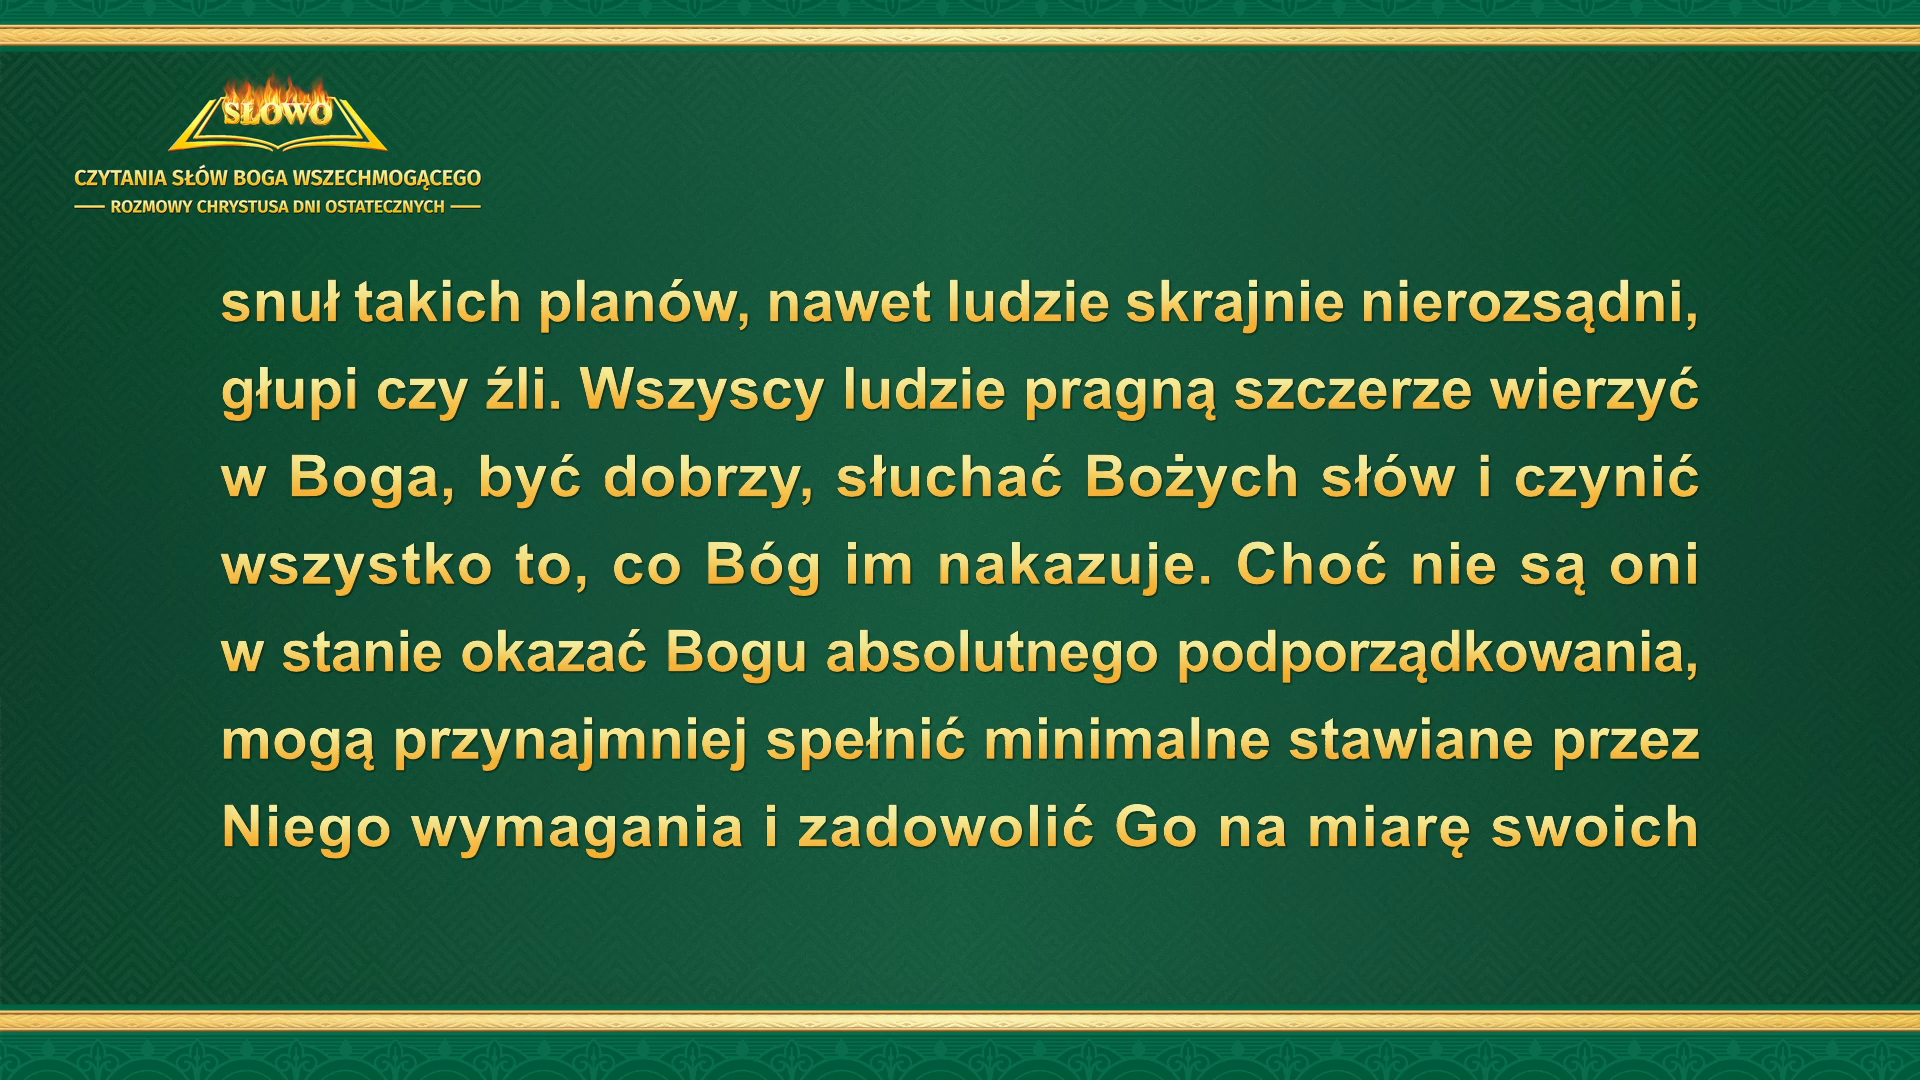 SŁOWO
CZYTANIA SŁÓW BOGA WSZECHMOGĄCEGO
ROZMOWY CHRYSTUSA DNI OSTATECZNYCH
snuł takich planów, nawet ludzie skrajnie nierozsądni,
głupi czy źli. Wszyscy ludzie pragną szczerze wierzyć
w Boga, być dobrzy, słuchać Bożych słów i czynić
wszystko to, co Bóg im nakazuje. Choć nie są oni
w stanie okazać Bogu absolutnego podporządkowania,
mogą przynajmniej spełnić minimalne stawiane przez
Niego wymagania i zadowolić Go na miarę swoich